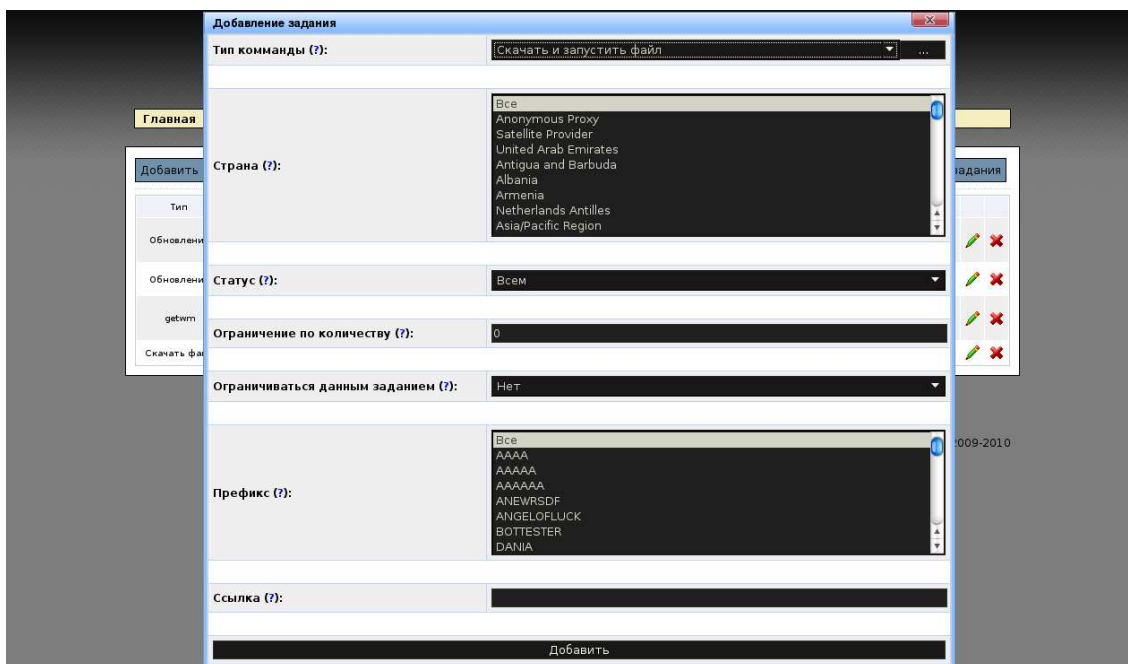 Добавление задания
Тип комманды (?): Скачать и запустить файл ...
Главная
Страна (?):
Все
Anonymous Proxy
Satellite Provider
United Arab Emirates
Antigua and Barbuda
Albania
Armenia
Netherlands Antilles
Asia/Pacific Region
Добавить
задания
Тип
Обновлени
Обновлени
getwm
Скачать фа
Статус (?): Всем
Ограничение по количеству (?): 0
Ограничиваться данным заданием (?): Нет
2009-2010
Префикс (?):
Все
AAAA
AAAAA
AAAAAA
ANEWRSDF
ANGELOFLUCK
BOTTESTER
DANIA
Ссылка (?):
Добавить